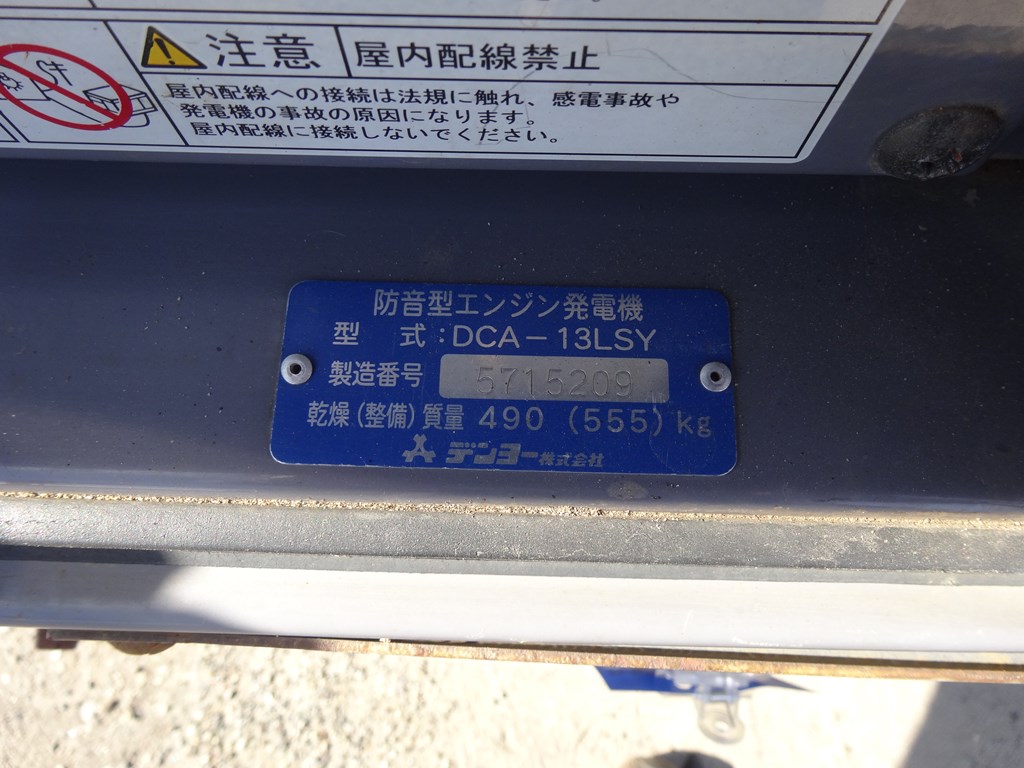 注意 屋内配線禁止
屋内配線への接続は法規に触れ、感電事故や
発電機の事故の原因になります。
屋内配線に接続しないでください。
防音型エンジン発電機
型 式:DCA-13LSY
製造番号 5715209
乾燥(整備)質量 490 (555) kg
デンヨー株式会社